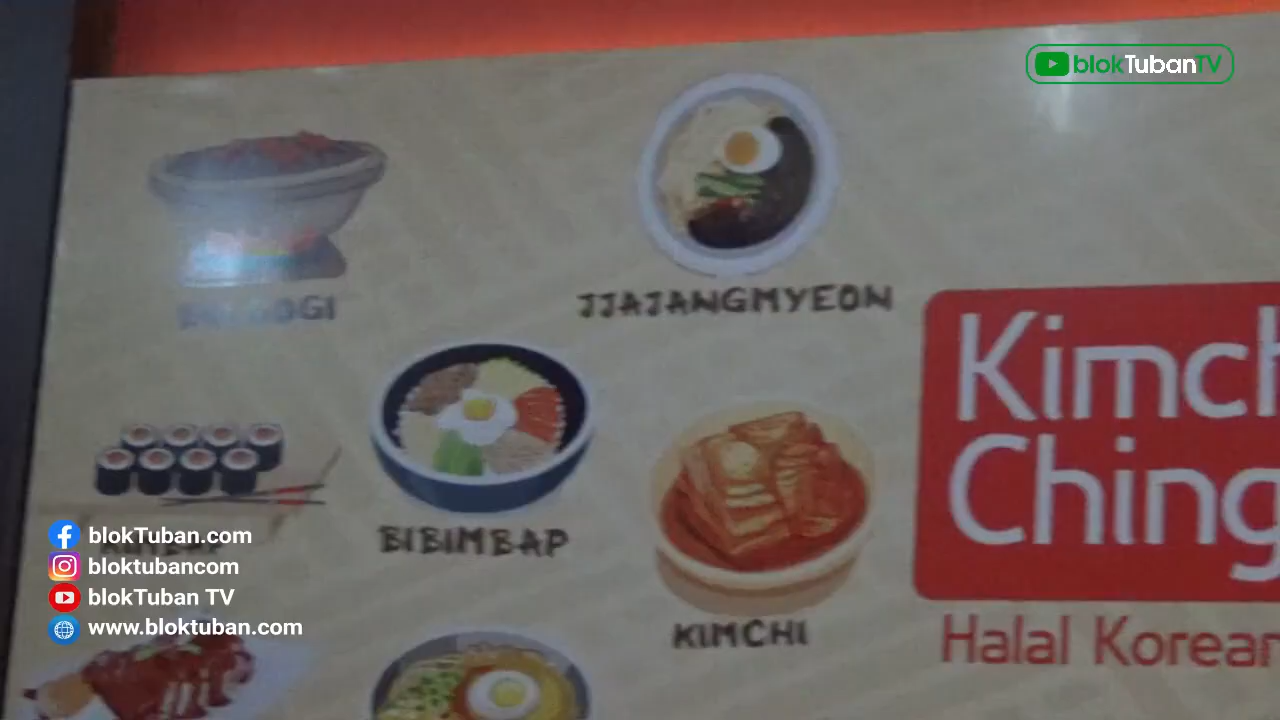 blokTubanTV
JJAJANGMYEON
BIBIMBAP
KIMCHI
Kimch
Ching
Halal Korean
blokTuban.com
bloktubancom
blokTuban TV
www.bloktuban.com